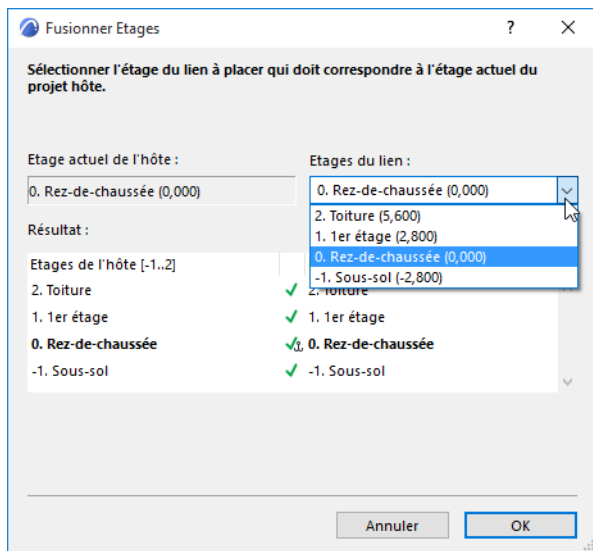 Fusionner Etages
?
Sélectionner l'étage du lien à placer qui doit correspondre à l'étage actuel du
projet hôte.
Etage actuel de l'hôte :
Etages du lien :
0. Rez-de-chaussée (0,000)
0. Rez-de-chaussée (0,000)
2. Toiture (5,600)
1. 1er étage (2,800)
0. Rez-de-chaussée (0,000)
-1. Sous-sol (-2,800)
Résultat :
Etages de l'hôte [-1..2]
2. Toiture
2. Toiture
1. 1er étage
1. 1er étage
0. Rez-de-chaussée
0. Rez-de-chaussée
-1. Sous-sol
-1. Sous-sol
Annuler
OK